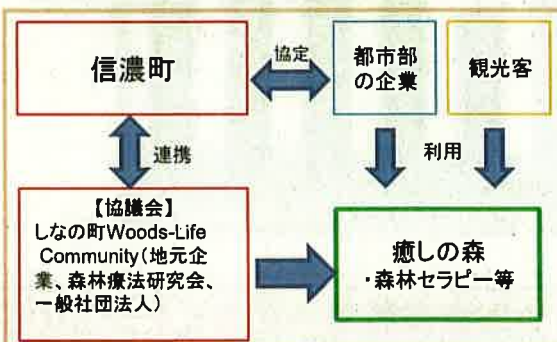 信濃町
協定
都市部
の企業
観光客
連携
利用
【協議会】
しなの町Woods-Life
Community(地元企
業、森林療法研究会、
一般社団法人)
癒しの森
・森林セラピー等